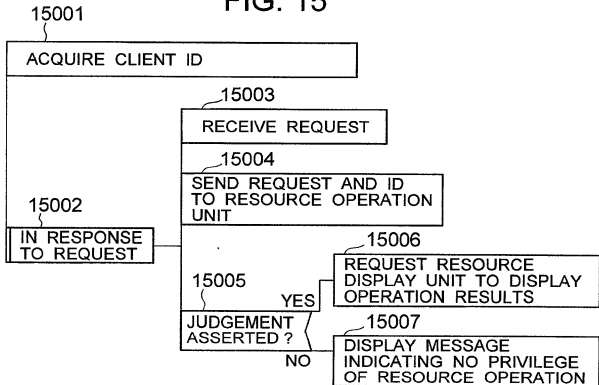 FIG. 15
15001
ACQUIRE CLIENT ID
15003
RECEIVE REQUEST
15004
SEND REQUEST AND ID
TO RESOURCE OPERATION
UNIT
15002
IN RESPONSE
TO REQUEST
15006
REQUEST RESOURCE
DISPLAY UNIT TO DISPLAY
OPERATION RESULTS
15005
YES
JUDGEMENT
ASSERTED ?
NO
15007
DISPLAY MESSAGE
INDICATING NO PRIVILEGE
OF RESOURCE OPERATION